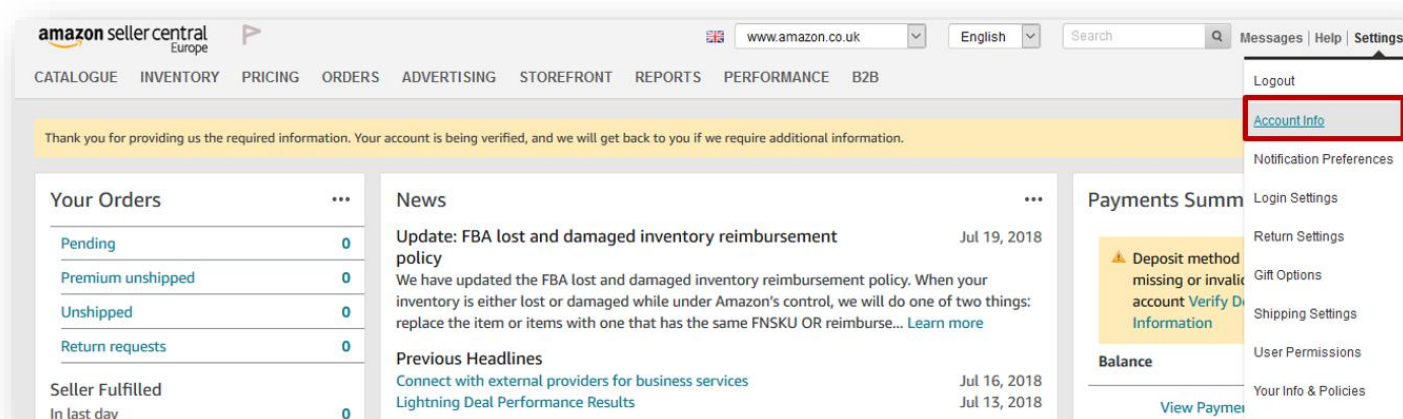 amazon seller central
Europe
www.amazon.co.uk
English
Search
Messages | Help | Settings
CATALOGUE INVENTORY PRICING ORDERS ADVERTISING STOREFRONT REPORTS PERFORMANCE B2B
Logout
Account Info
Notification Preferences
Login Settings
Return Settings
Gift Options
Shipping Settings
User Permissions
Your Info & Policies
Thank you for providing us the required information. Your account is being verified, and we will get back to you if we require additional information.
Your Orders
Pending 0
Premium unshipped 0
Unshipped 0
Return requests 0
Seller Fulfilled
In last day 0
News
Update: FBA lost and damaged inventory reimbursement Jul 19, 2018
policy
We have updated the FBA lost and damaged inventory reimbursement policy. When your
inventory is either lost or damaged while under Amazon's control, we will do one of two things:
replace the item or items with one that has the same FNSKU OR reimburse... Learn more
Previous Headlines
Connect with external providers for business services Jul 16, 2018
Lightning Deal Performance Results Jul 13, 2018
Payments Summ
Deposit method
missing or invalid
account Verify De
Information
Balance
View Paymen